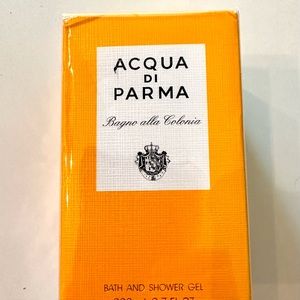 ACQUA
DI
PARMA
Bagno alla Colonia
BATH AND SHOWER GEL